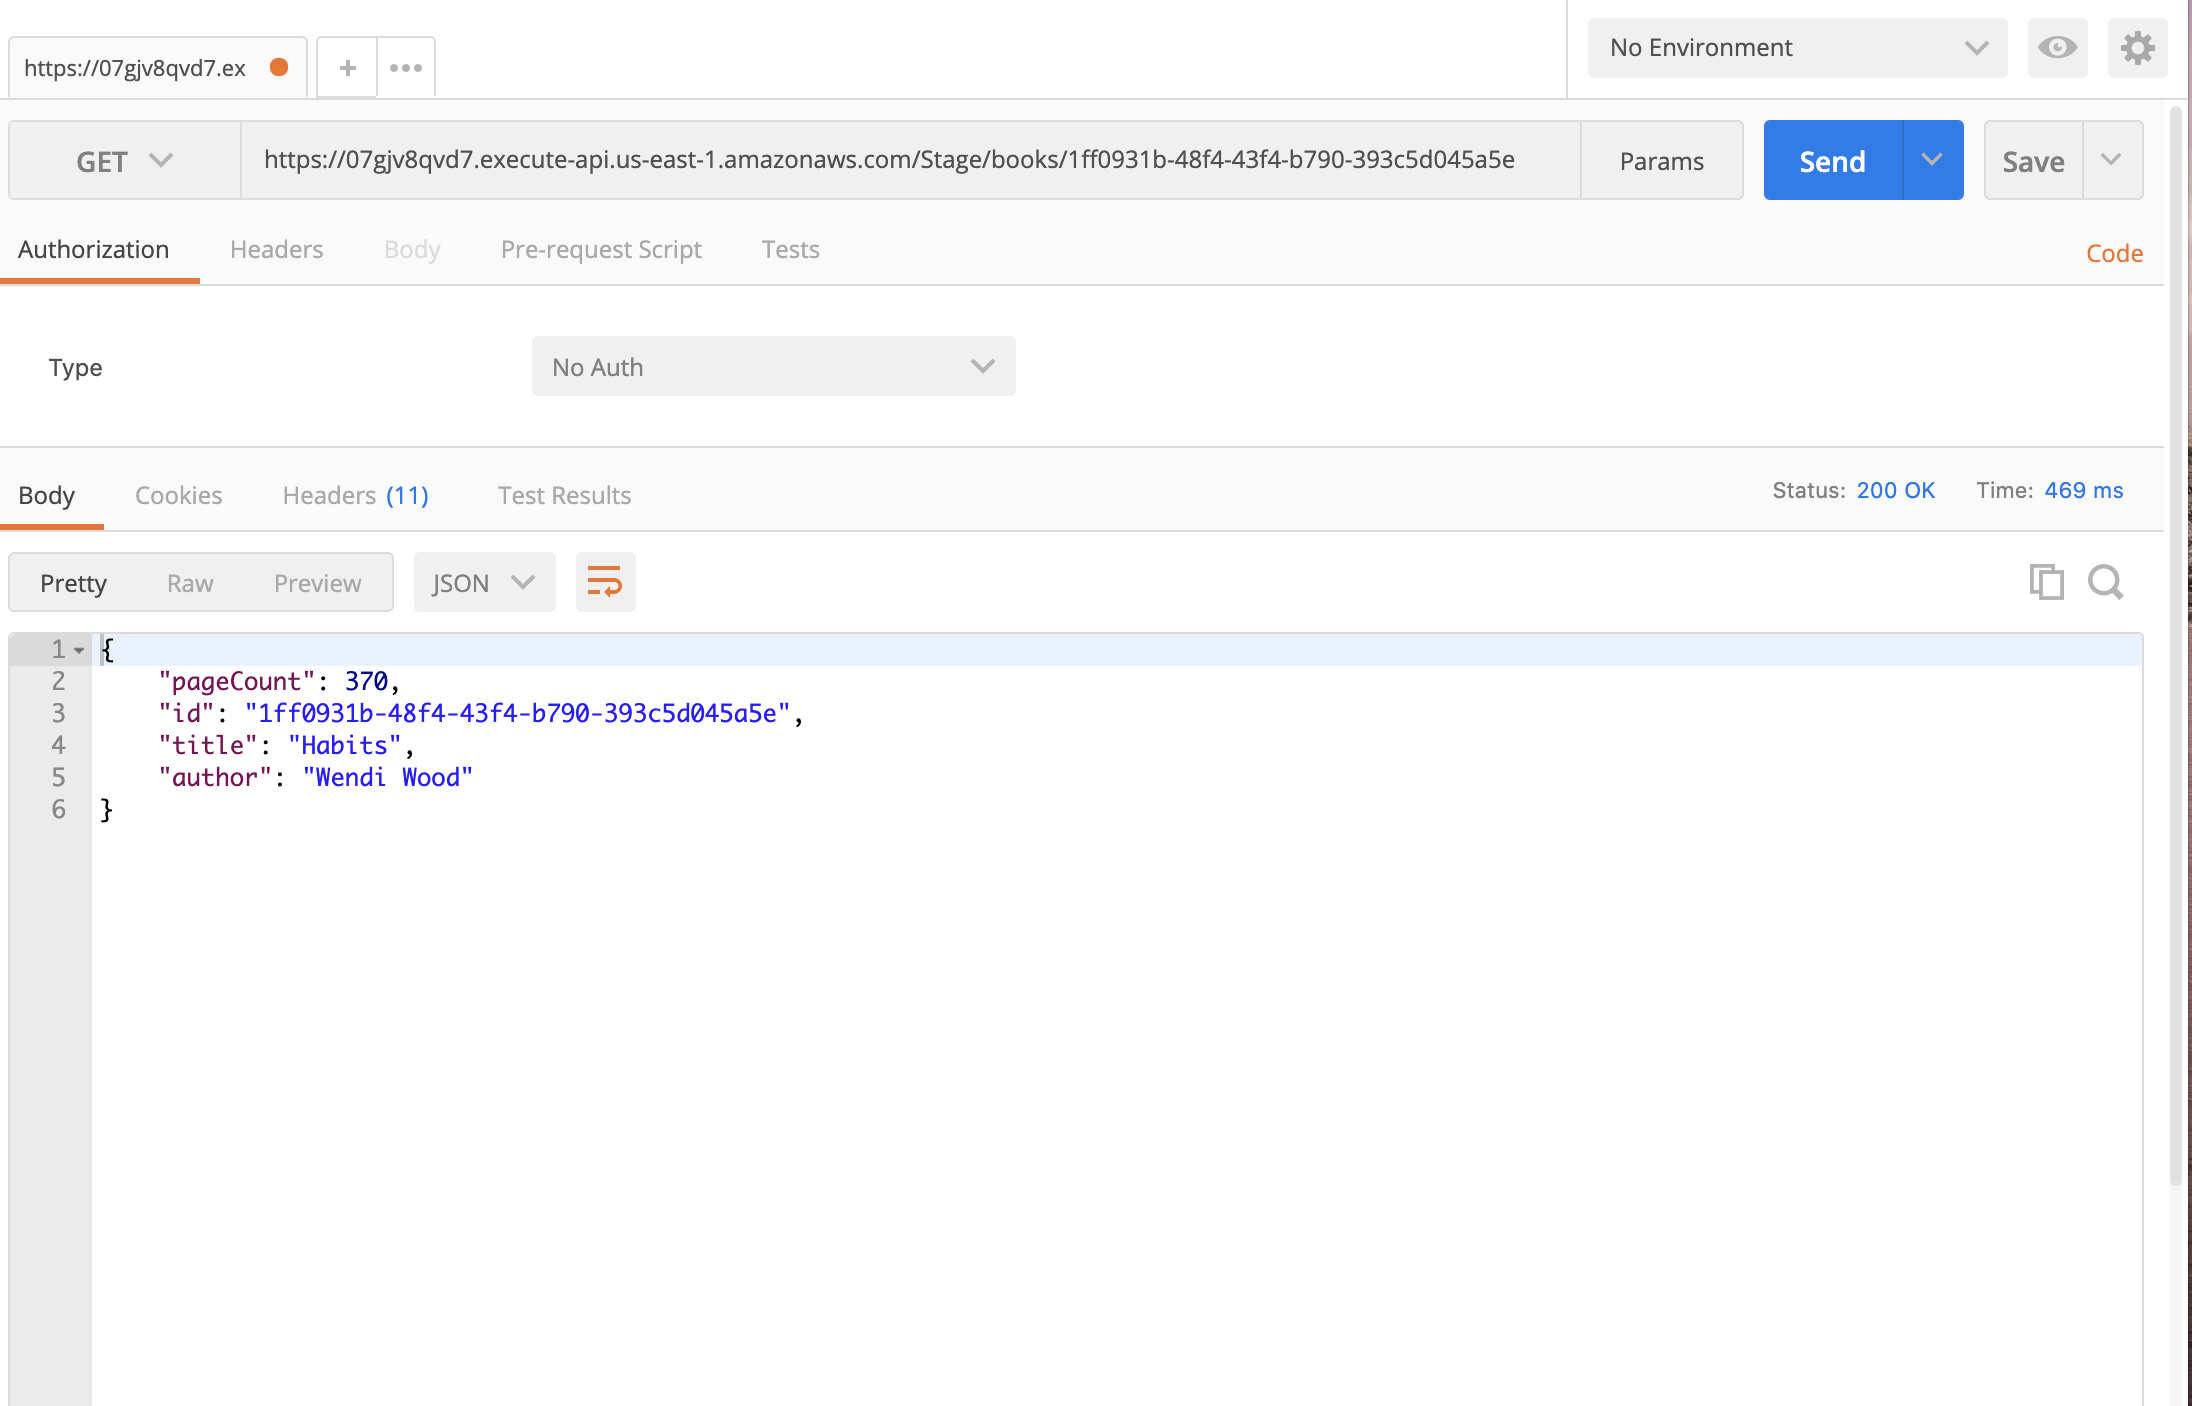 https://07gjv8qvd7.ex
No Environment
GET https://07gjv8qvd7.execute-api.us-east-1.amazonaws.com/Stage/books/1ff0931b-48f4-43f4-b790-393c5d045a5e Params Send Save
Authorization Headers Body Pre-request Script Tests Code
Type No Auth
Body Cookies Headers (11) Test Results Status: 200 OK Time: 469 ms
Pretty Raw Preview JSON
1 {
2 "pageCount": 370,
3 "id": "1ff0931b-48f4-43f4-b790-393c5d045a5e",
4 "title": "Habits",
5 "author": "Wendi Wood"
6 }